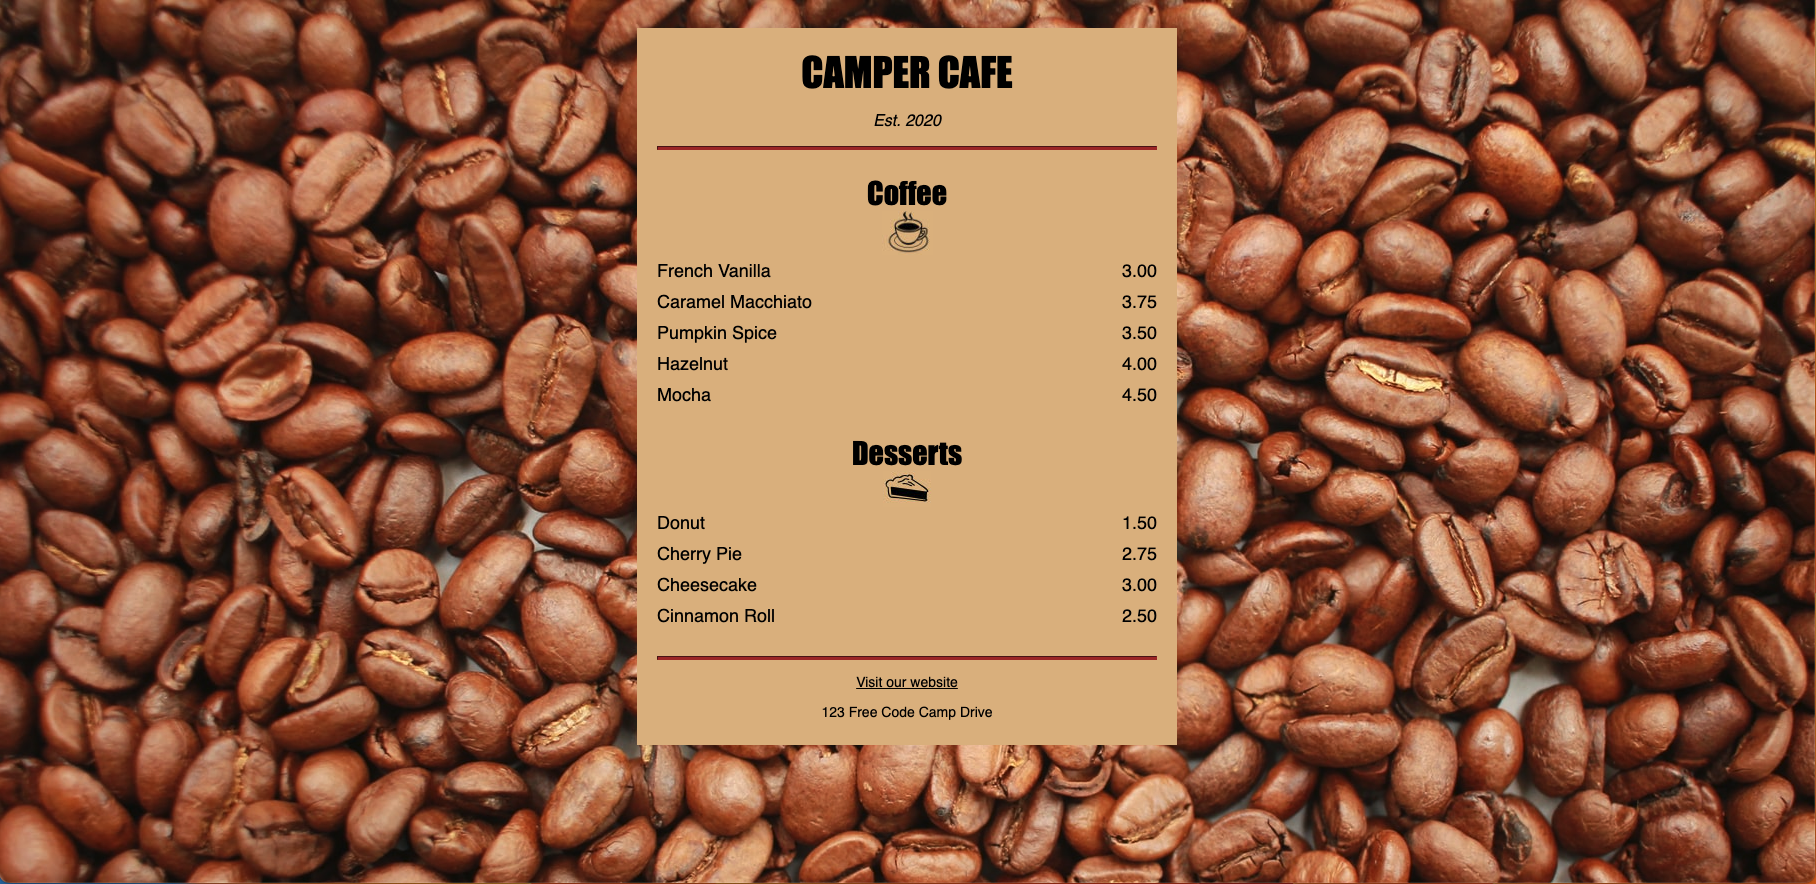 CAMPER CAFE
Est. 2020
Coffee
French Vanilla 3.00
Caramel Macchiato 3.75
Pumpkin Spice 3.50
Hazelnut 4.00
Mocha 4.50
Desserts
Donut 1.50
Cherry Pie 2.75
Cheesecake 3.00
Cinnamon Roll 2.50
Visit our website
123 Free Code Camp Drive